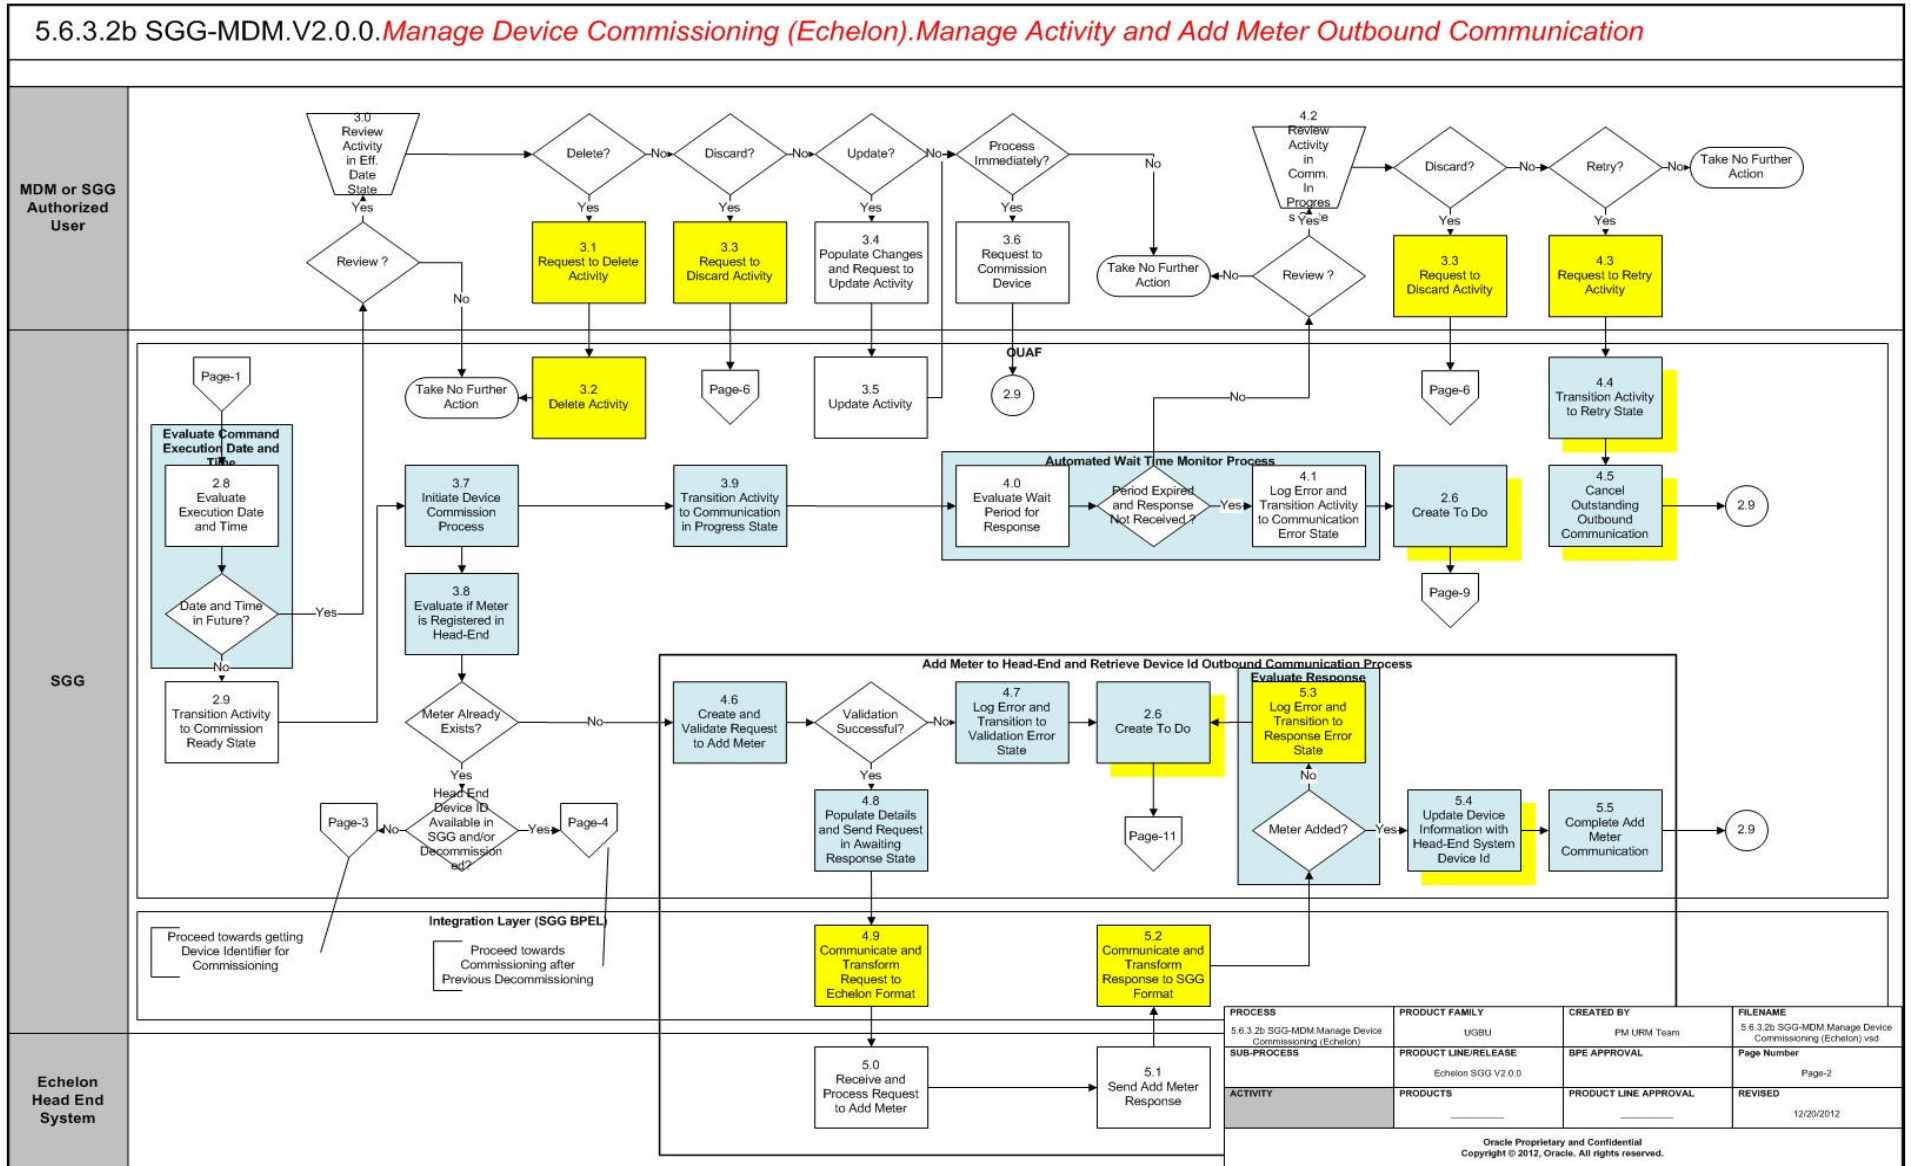 5.6.3.2b SGG-MDM.V2.0.0.Manage Device Commissioning (Echelon).Manage Activity and Add Meter Outbound Communication
MDM or SGG
Authorized
User
3.0
Review
Activity
in Eff.
Date
State
Yes
Review ?
No
Delete?
No
Discard?
No
Update?
No
Process
Immediately?
No
Yes
Yes
Yes
Yes
3.1
Request to Delete
Activity
3.3
Request to
Discard Activity
3.4
Populate Changes
and Request to
Update Activity
3.6
Request to
Commission
Device
Take No Further
Action
No
Review ?
Yes
4.2
Review
Activity
in
Comm.
In
Progres
Discard?
No
Retry?
No
Take No Further
Action
Yes
Yes
3.3
Request to
Discard Activity
4.3
Request to Retry
Activity
SGG
OUAF
Page-1
Take No Further
Action
3.2
Delete Activity
Page-6
3.5
Update Activity
2.9
No
Page-6
4.4
Transition Activity
to Retry State
Evaluate Command
Execution Date and
Time
2.8
Evaluate
Execution Date
and Time
3.7
Initiate Device
Commission
Process
3.9
Transition Activity
to Communication
in Progress State
Automated Wait Time Monitor Process
4.0
Evaluate Wait
Period for
Response
Period Expired
and Response
Not Received ?
Yes
4.1
Log Error and
Transition Activity
to Communication
Error State
2.6
Create To Do
4.5
Cancel
Outstanding
Outbound
Communication
2.9
Date and Time
in Future?
Yes
No
3.8
Evaluate if Meter
is Registered in
Head-End
Page-9
2.9
Transition Activity
to Commission
Ready State
Meter Already
Exists?
No
Yes
Add Meter to Head-End and Retrieve Device Id Outbound Communication Process
4.6
Create and
Validate Request
to Add Meter
Validation
Successful?
No
Yes
4.7
Log Error and
Transition to
Validation Error
State
2.6
Create To Do
Evaluate Response
5.3
Log Error and
Transition to
Response Error
State
No
Page-3
No
Head End
Device ID
Available in
SGG and/or
Decommission
ed?
Yes
Page-4
4.8
Populate Details
and Send Request
in Awaiting
Response State
Page-11
Meter Added?
Yes
5.4
Update Device
Information with
Head-End System
Device Id
5.5
Complete Add
Meter
Communication
2.9
Integration Layer (SGG BPEL)
Proceed towards getting
Device Identifier for
Commissioning
Proceed towards
Commissioning after
Previous Decommissioning
4.9
Communicate and
Transform
Request to
Echelon Format
5.2
Communicate and
Transform
Response to SGG
Format
Echelon
Head End
System
5.0
Receive and
Process Request
to Add Meter
5.1
Send Add Meter
Response
PROCESS
5.6.3.2b SGG-MDM.Manage Device
Commissioning (Echelon)
PRODUCT FAMILY
UGBU
CREATED BY
PM URM Team
FILENAME
5.6.3.2b SGG-MDM.Manage Device
Commissioning (Echelon).vsd
SUB-PROCESS
PRODUCT LINE/RELEASE
Echelon SGG V2.0.0
BPE APPROVAL
Page Number
Page-2
ACTIVITY
PRODUCTS
PRODUCT LINE APPROVAL
REVISED
12/20/2012
Oracle Proprietary and Confidential
Copyright © 2012, Oracle. All rights reserved.